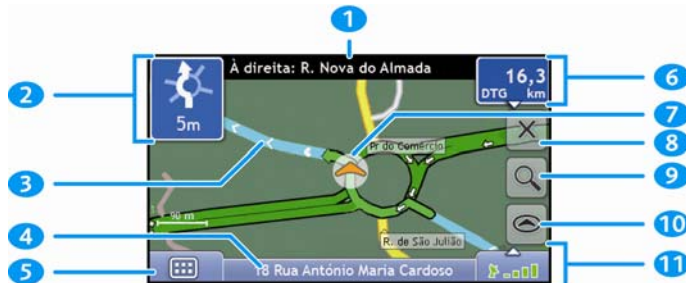 1
À direita: R. Nova do Almada
2
5m
16,3
DTG km
6
7
8
Pr do Comércio
3
9
90 m
10
4
R. de São Julião
5
18 Rua António Maria Cardoso
11